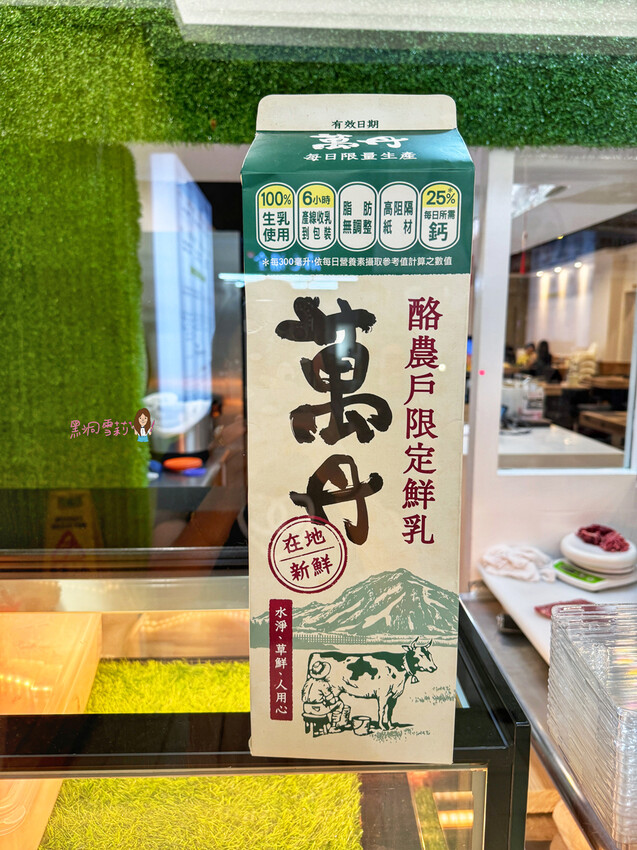 有效日期
萬丹
每日限量生產
100%
生乳
使用
6小時
產線收乳
到包裝
脂肪
無調整
高阻隔
紙材
25%*
每日所需
鈣
*每300毫升,依每日營養素攝取參考值計算之數值
酪農戶限定鮮乳
萬丹
在地
新鮮
水淨、草鮮、人用心
黑洞雪莉